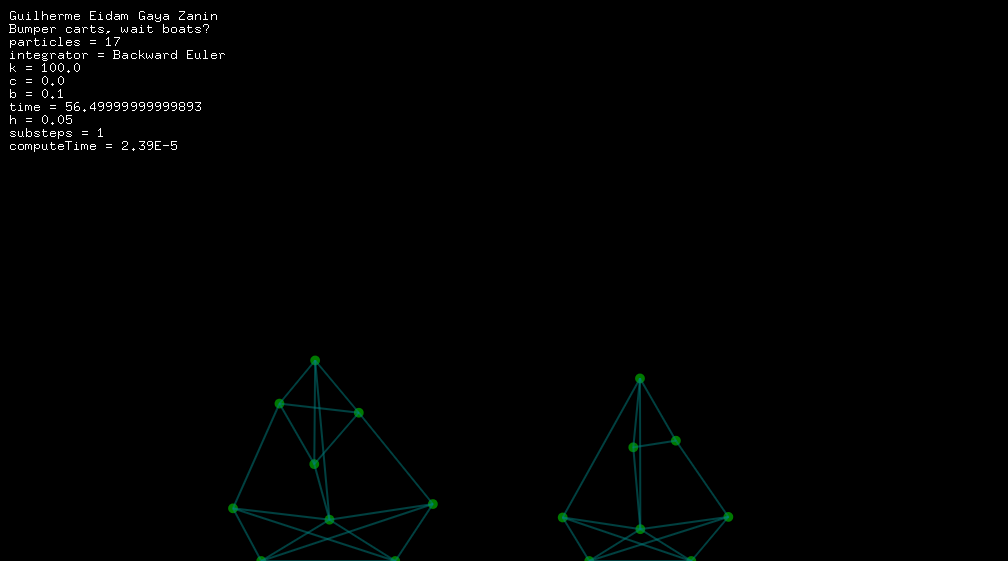 Guilherme Eidam Gaya Zanin
Bumper carts, wait boats?
particles = 17
integrator = Backward Euler
k = 100.0
c = 0.0
b = 0.1
time = 56.49999999999893
h = 0.05
substeps = 1
computeTime = 2.39E-5